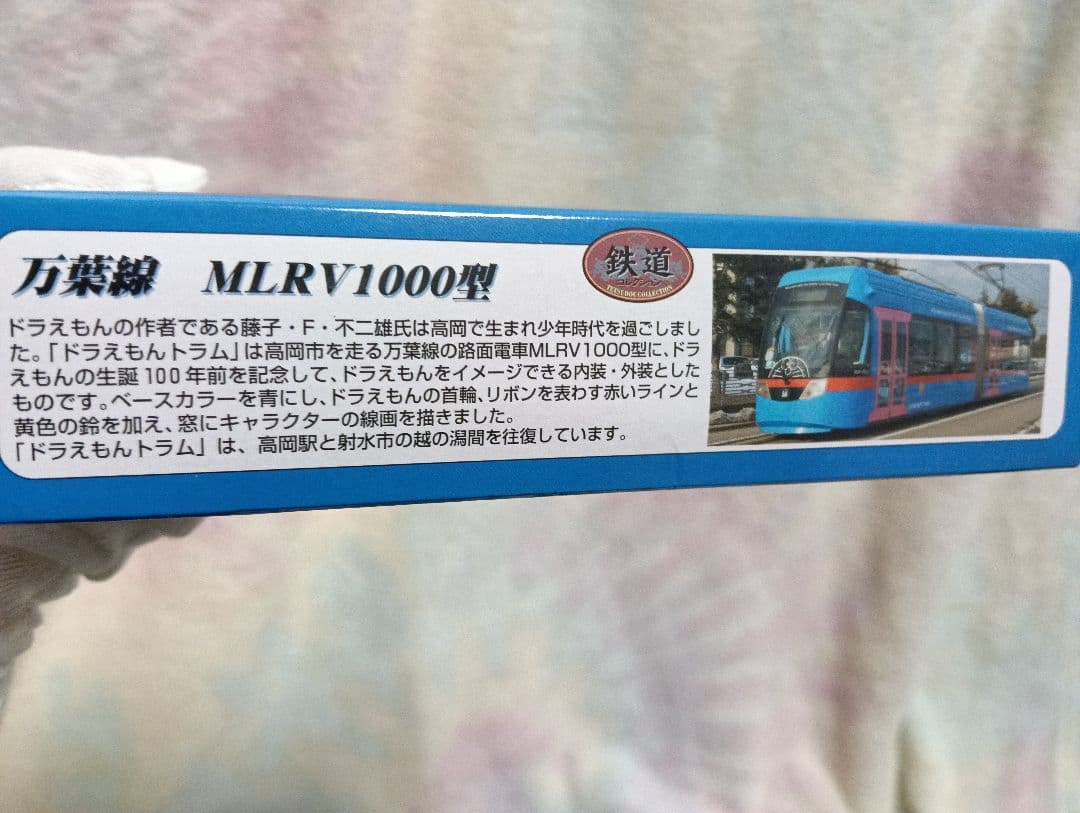 万葉線　MLRV1000型
鉄道
コレクション
TETSUDOU COLLECTION
ドラえもんの作者である藤子・F・不二雄氏は高岡で生まれ少年時代を過ごしまし
た。「ドラえもんトラム」は高岡市を走る万葉線の路面電車MLRV1000型に、ドラ
えもんの生誕100年前を記念して、ドラえもんをイメージできる内装・外装とした
ものです。ベースカラーを青にし、ドラえもんの首輪、リボンを表わす赤いラインと
黄色の鈴を加え、窓にキャラクターの線画を描きました。
「ドラえもんトラム」は、高岡駅と射水市の越の潟間を往復しています。